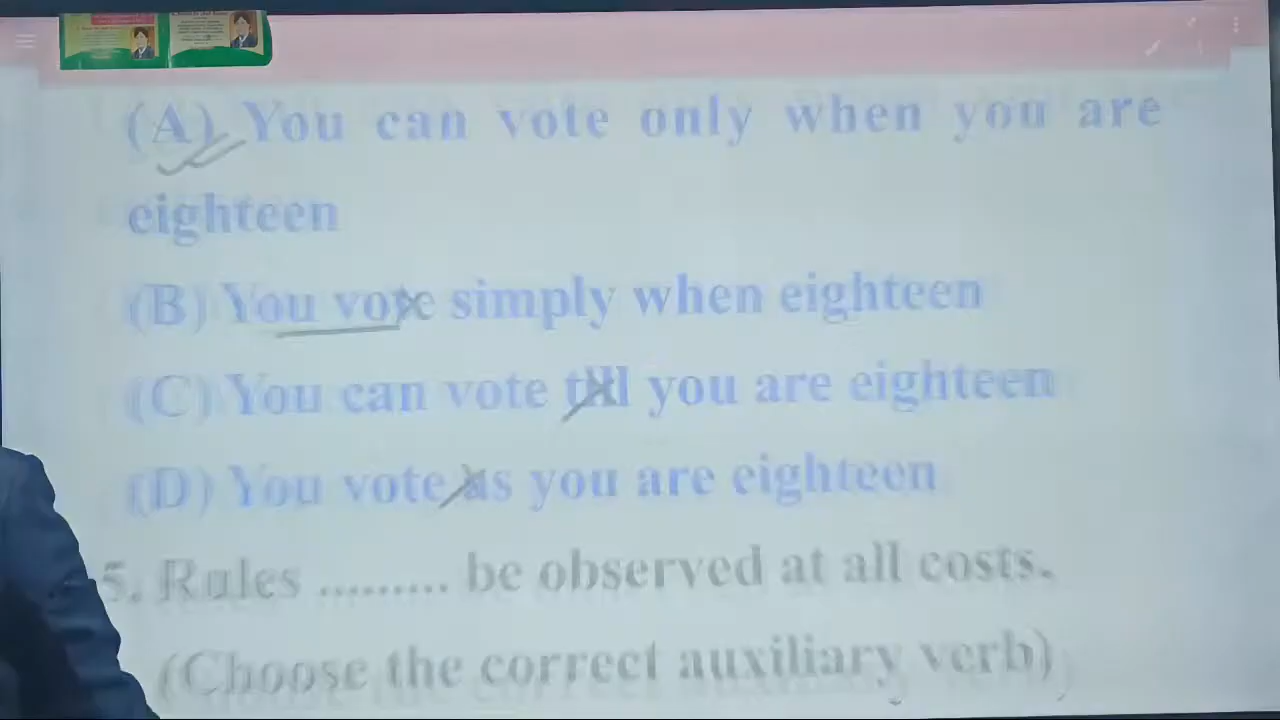 (A) You can vote only when you are
eighteen
(B) You vote simply when eighteen
(C) You can vote till you are eighteen
(D) You vote as you are eighteen
5. Rules ......... be observed at all costs.
(Choose the correct auxiliary verb)